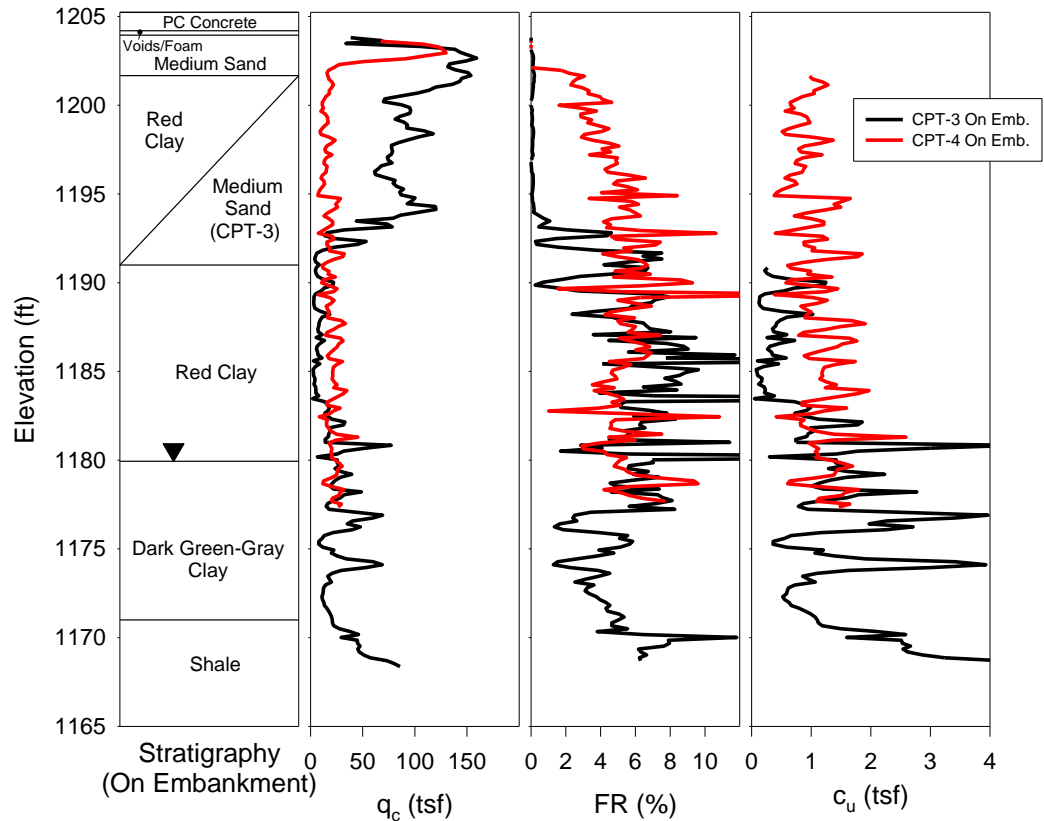 1205
1200
1195
1190
1185
1180
1175
1170
1165
Elevation (ft)
PC Concrete
Voids/Foam
Medium Sand
Red
Clay
Medium
Sand
(CPT-3)
Red Clay
Dark Green-Gray
Clay
Shale
Stratigraphy
(On Embankment)
0 50 100 150
q_c (tsf)
0 2 4 6 8 10
FR (%)
0 1 2 3 4
c_u (tsf)
CPT-3 On Emb.
CPT-4 On Emb.